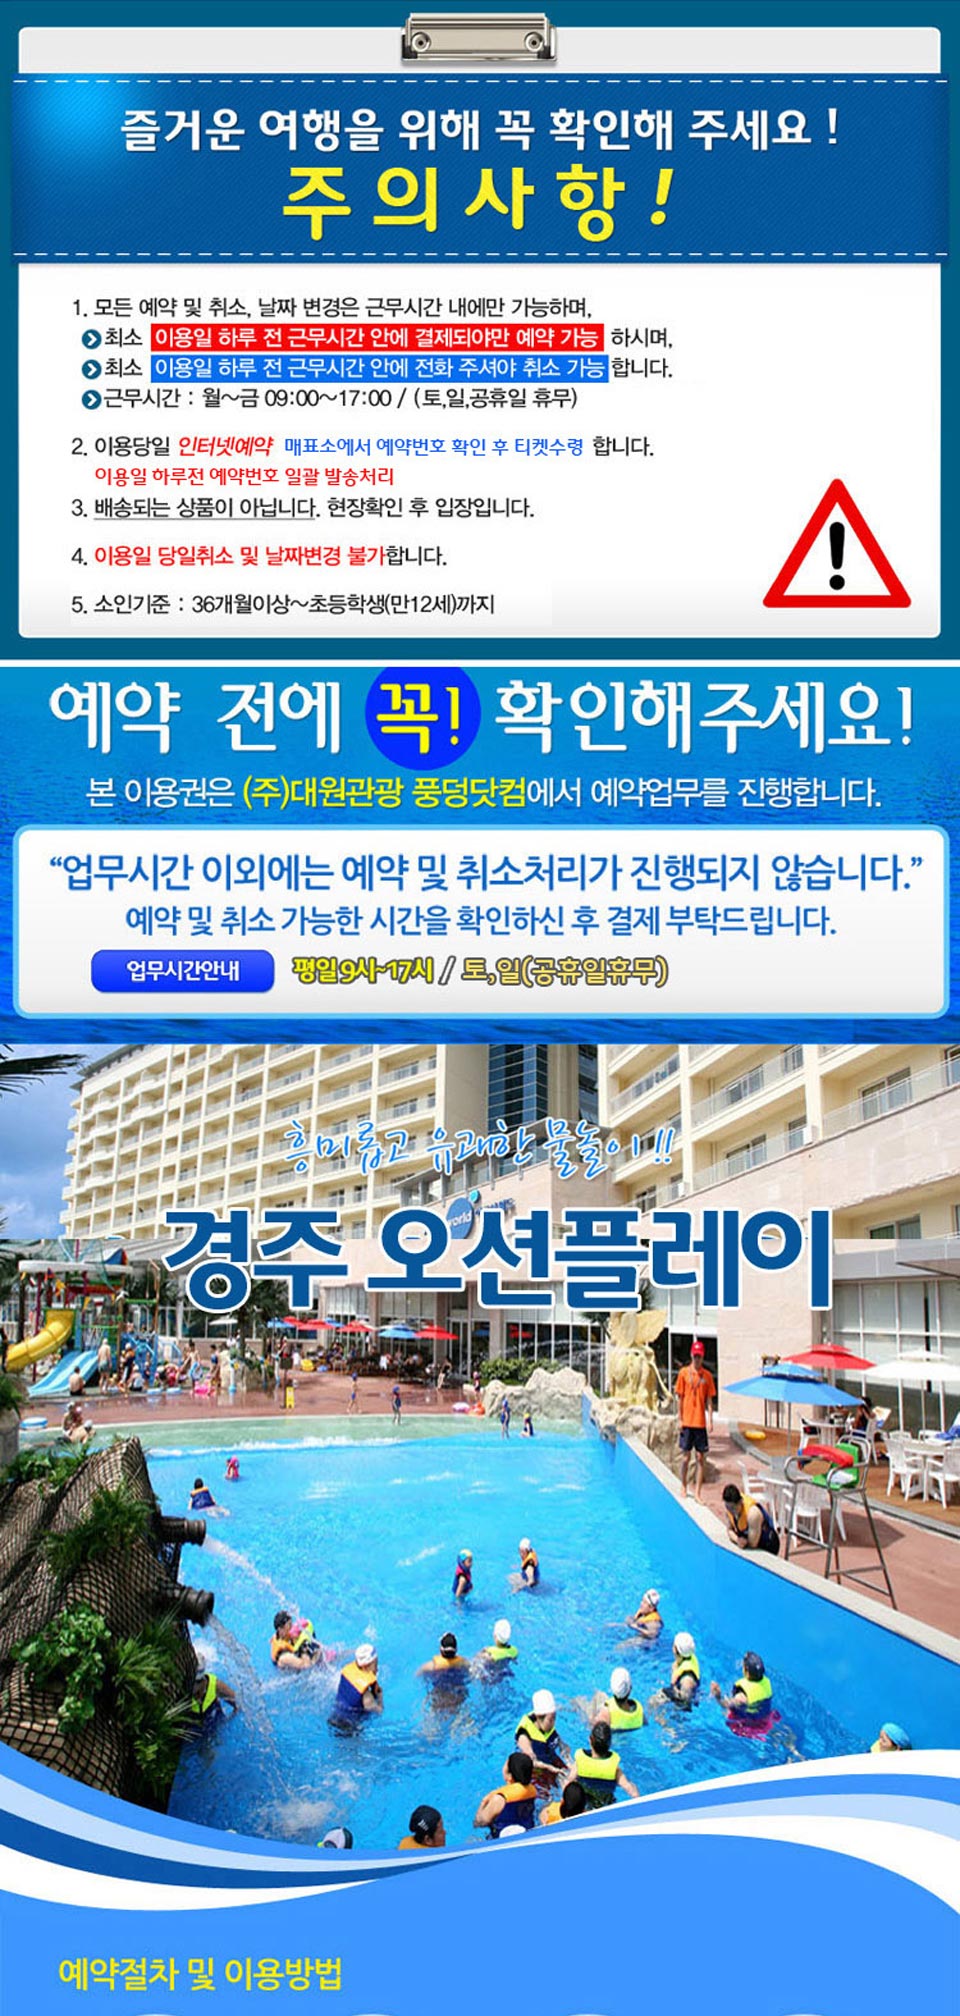 즐거운 여행을 위해 꼭 확인해 주세요 !
주의사항 !
1. 모든 예약 및 취소, 날짜 변경은 근무시간 내에만 가능하며,
최소 이용일 하루 전 근무시간 안에 결제되야만 예약 가능 하시며,
최소 이용일 하루 전 근무시간 안에 전화 주셔야 취소 가능 합니다.
근무시간 : 월~금 09:00~17:00 / (토,일,공휴일 휴무)
2. 이용당일 인터넷예약 매표소에서 예약번호 확인 후 티켓수령 합니다.
이용일 하루전 예약번호 일괄 발송처리
3. 배송되는 상품이 아닙니다. 현장확인 후 입장입니다.
4. 이용일 당일취소 및 날짜변경 불가합니다.
5. 소인기준 : 36개월이상~초등학생(만12세)까지
예약 전에 꼭! 확인해주세요!
본 이용권은 (주)대원관광 풍덩닷컴에서 예약업무를 진행합니다.
“업무시간 이외에는 예약 및 취소처리가 진행되지 않습니다.”
예약 및 취소 가능한 시간을 확인하신 후 결제 부탁드립니다.
업무시간안내 평일9시~17시 / 토,일(공휴일휴무)
흥미롭고 유쾌한 물놀이 !!
world
경주 오션플레이
예약절차 및 이용방법